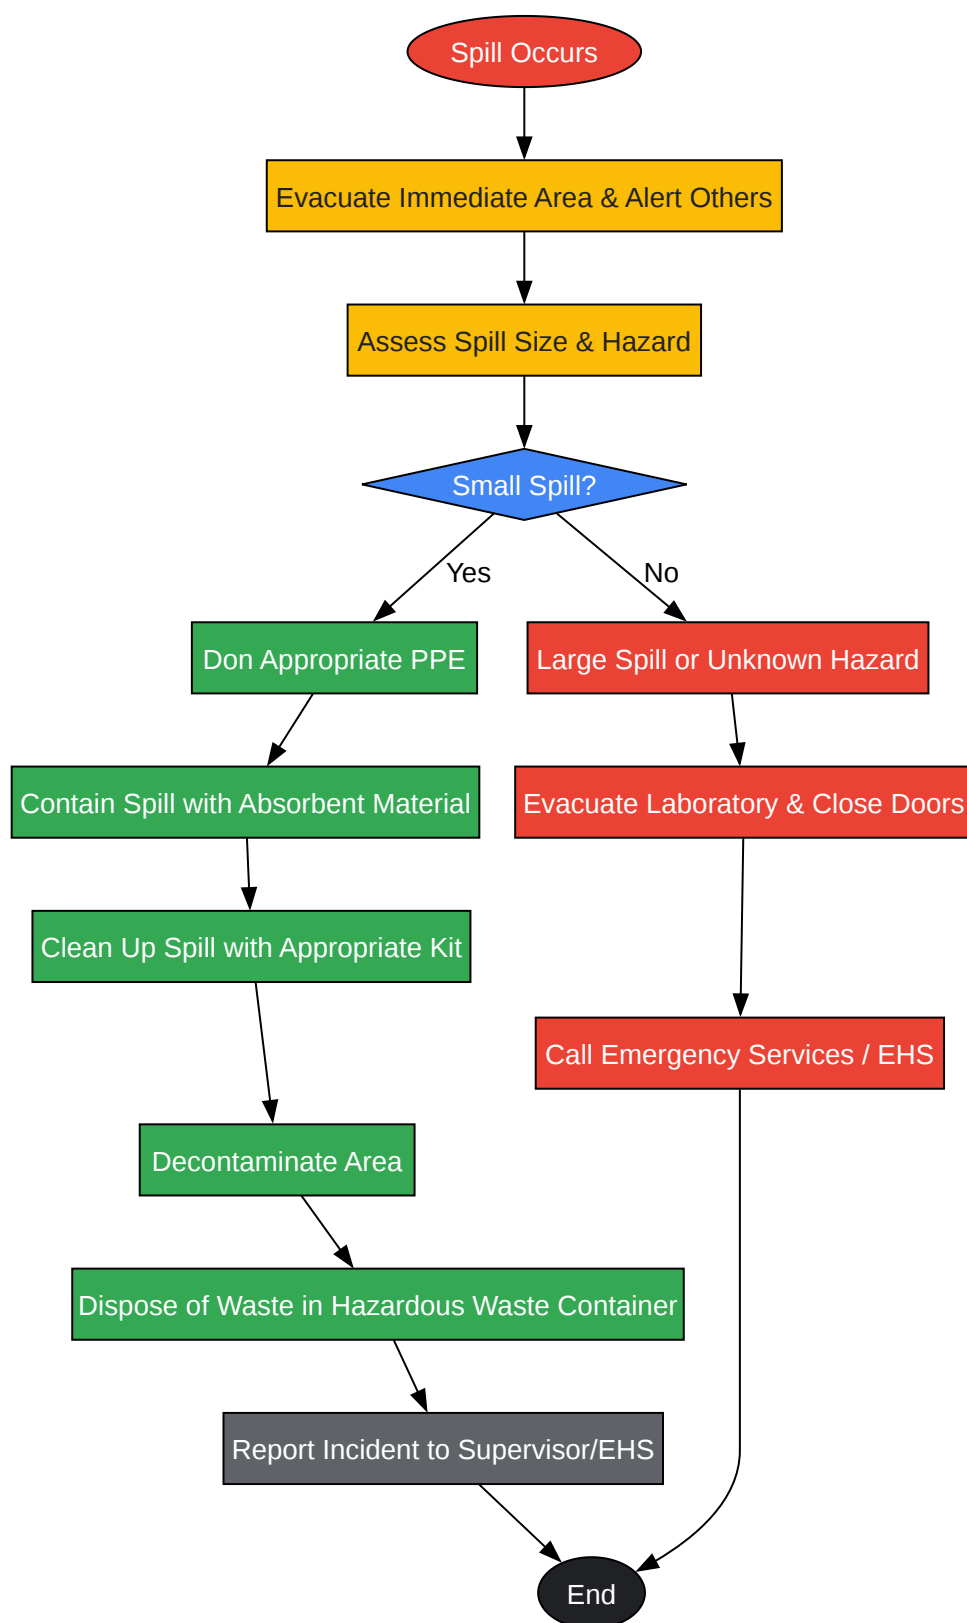 Spill Occurs
Evacuate Immediate Area & Alert Others
Assess Spill Size & Hazard
Small Spill?
Yes
No
Don Appropriate PPE
Large Spill or Unknown Hazard
Contain Spill with Absorbent Material
Evacuate Laboratory & Close Doors
Clean Up Spill with Appropriate Kit
Call Emergency Services / EHS
Decontaminate Area
Dispose of Waste in Hazardous Waste Container
Report Incident to Supervisor/EHS
End